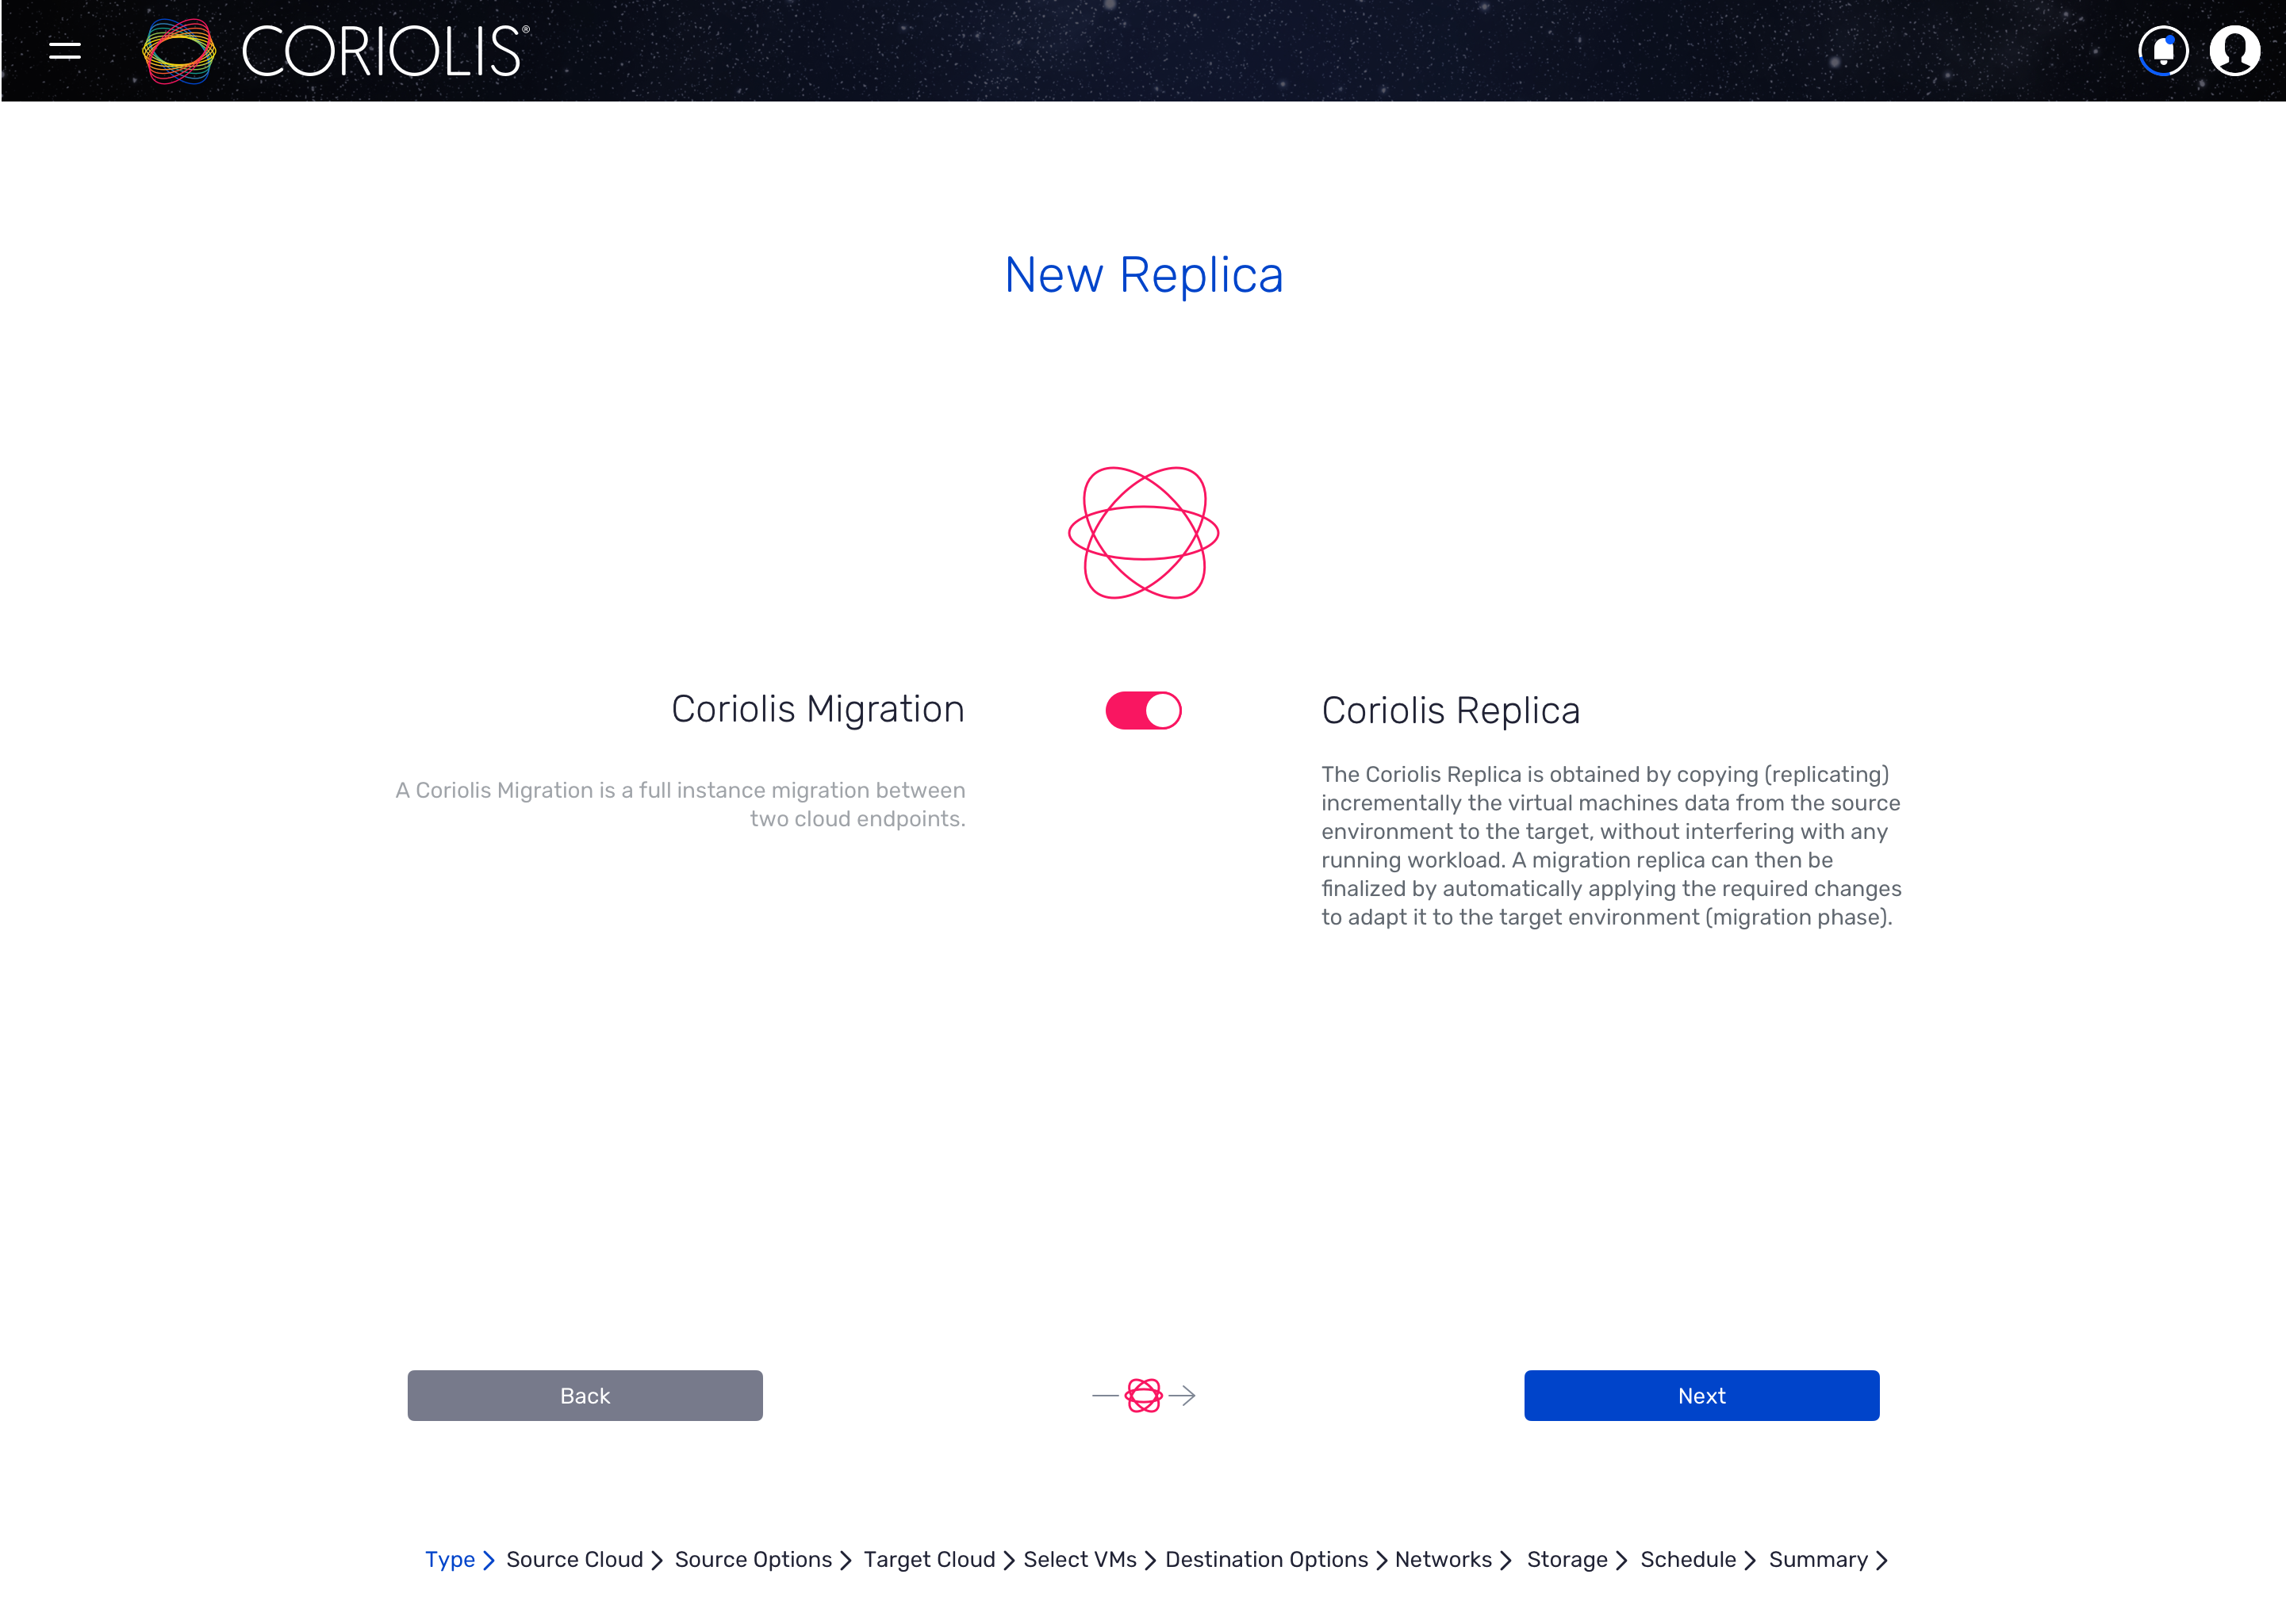 CORIOLIS®
New Replica
Coriolis Migration
A Coriolis Migration is a full instance migration between
two cloud endpoints.
Coriolis Replica
The Coriolis Replica is obtained by copying (replicating)
incrementally the virtual machines data from the source
environment to the target, without interfering with any
running workload. A migration replica can then be
finalized by automatically applying the required changes
to adapt it to the target environment (migration phase).
Back
Next
Type Source Cloud Source Options Target Cloud Select VMs Destination Options Networks Storage Schedule Summary